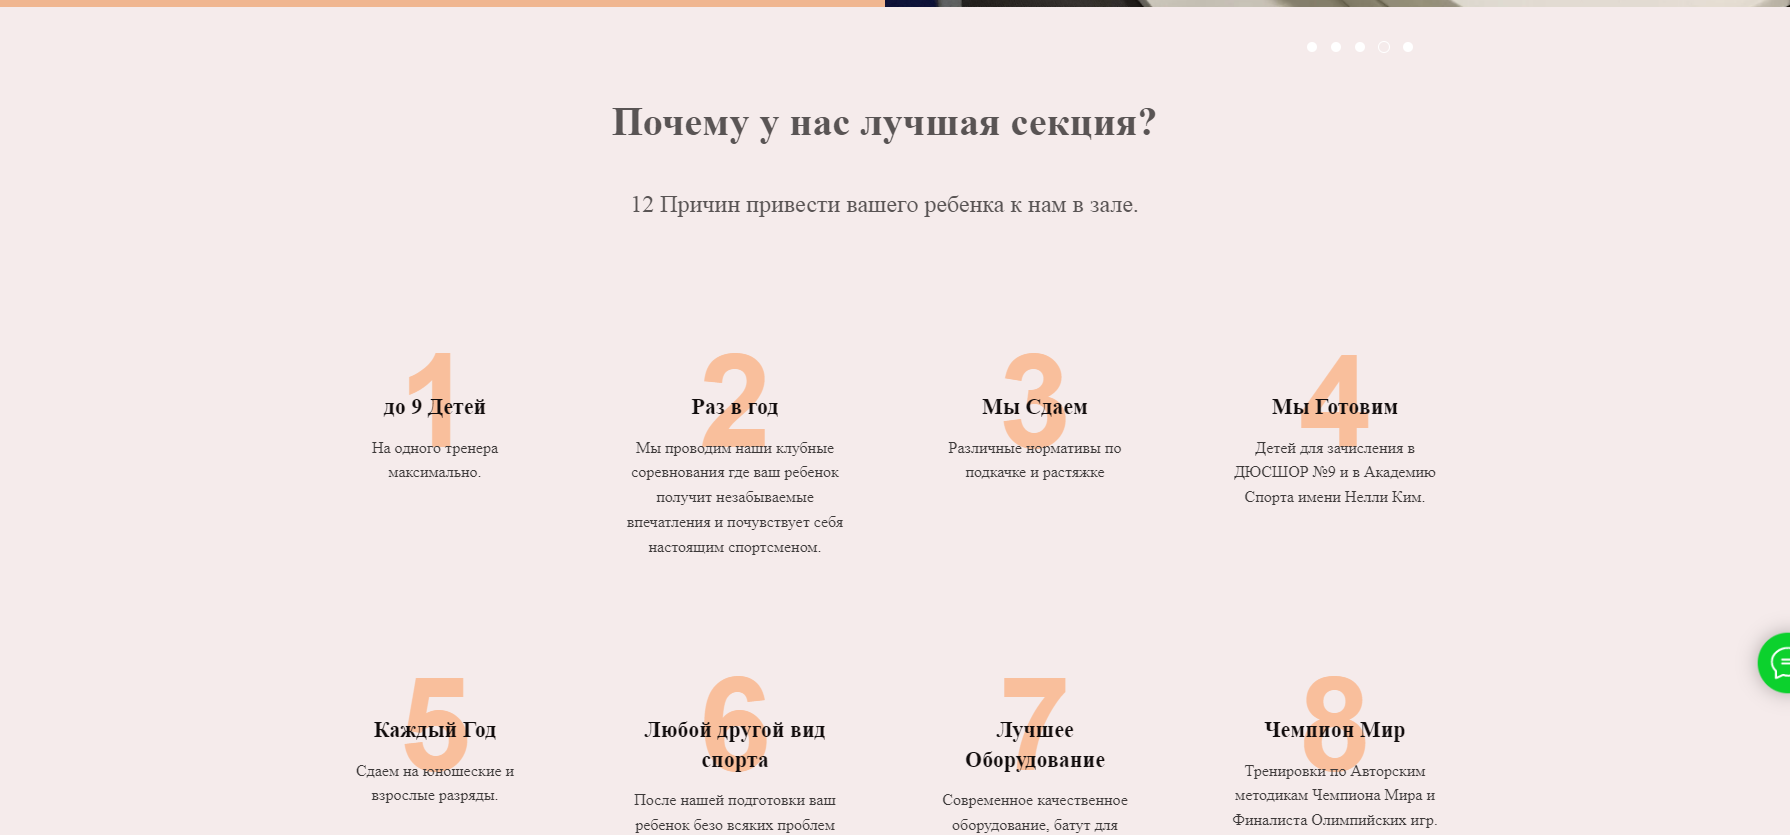 Почему у нас лучшая секция?
12 Причин привести вашего ребенка к нам в зале.
1
до 9 Детей
На одного тренера
максимально.
2
Раз в год
Мы проводим наши клубные
соревнования где ваш ребенок
получит незабываемые
впечатления и почувствует себя
настоящим спортсменом.
3
Мы Сдаем
Различные нормативы по
подкачке и растяжке
4
Мы Готовим
Детей для зачисления в
ДЮСШОР №9 и в Академию
Спорта имени Нелли Ким.
5
Каждый Год
Сдаем на юношеские и
взрослые разряды.
6
Любой другой вид
спорта
После нашей подготовки ваш
ребенок безо всяких проблем
7
Лучшее
Оборудование
Современное качественное
оборудование, батут для
8
Чемпион Мир
Тренировки по Авторским
методикам Чемпиона Мира и
Финалиста Олимпийских игр.